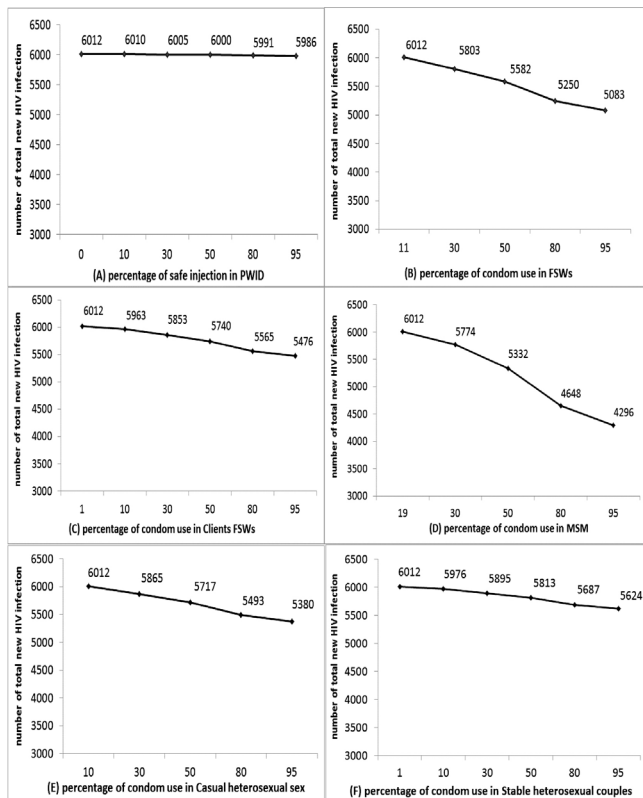 number of total new HIV infection
6500
6000
5500
5000
4500
4000
3500
3000
6012 6010 6005 6000 5991 5986
0 10 30 50 80 95
(A) percentage of safe injection in PWID
number of total new HIV infection
6500
6000
5500
5000
4500
4000
3500
3000
6012 5803 5582 5250 5083
11 30 50 80 95
(B) percentage of condom use in FSWs
number of total new HIV infection
6500
6000
5500
5000
4500
4000
3500
3000
6012 5963 5853 5740 5565 5476
1 10 30 50 80 95
(C) percentage of condom use in Clients FSWs
number of total new HIV infection
6500
6000
5500
5000
4500
4000
3500
3000
6012 5774 5332 4648 4296
19 30 50 80 95
(D) percentage of condom use in MSM
number of total new HIV infection
6500
6000
5500
5000
4500
4000
3500
3000
6012 5865 5717 5493 5380
10 30 50 80 95
(E) percentage of condom use in Casual heterosexual sex
number of total new HIV infection
6500
6000
5500
5000
4500
4000
3500
3000
6012 5976 5895 5813 5687 5624
1 10 30 50 80 95
(F) percentage of condom use in Stable heterosexual couples